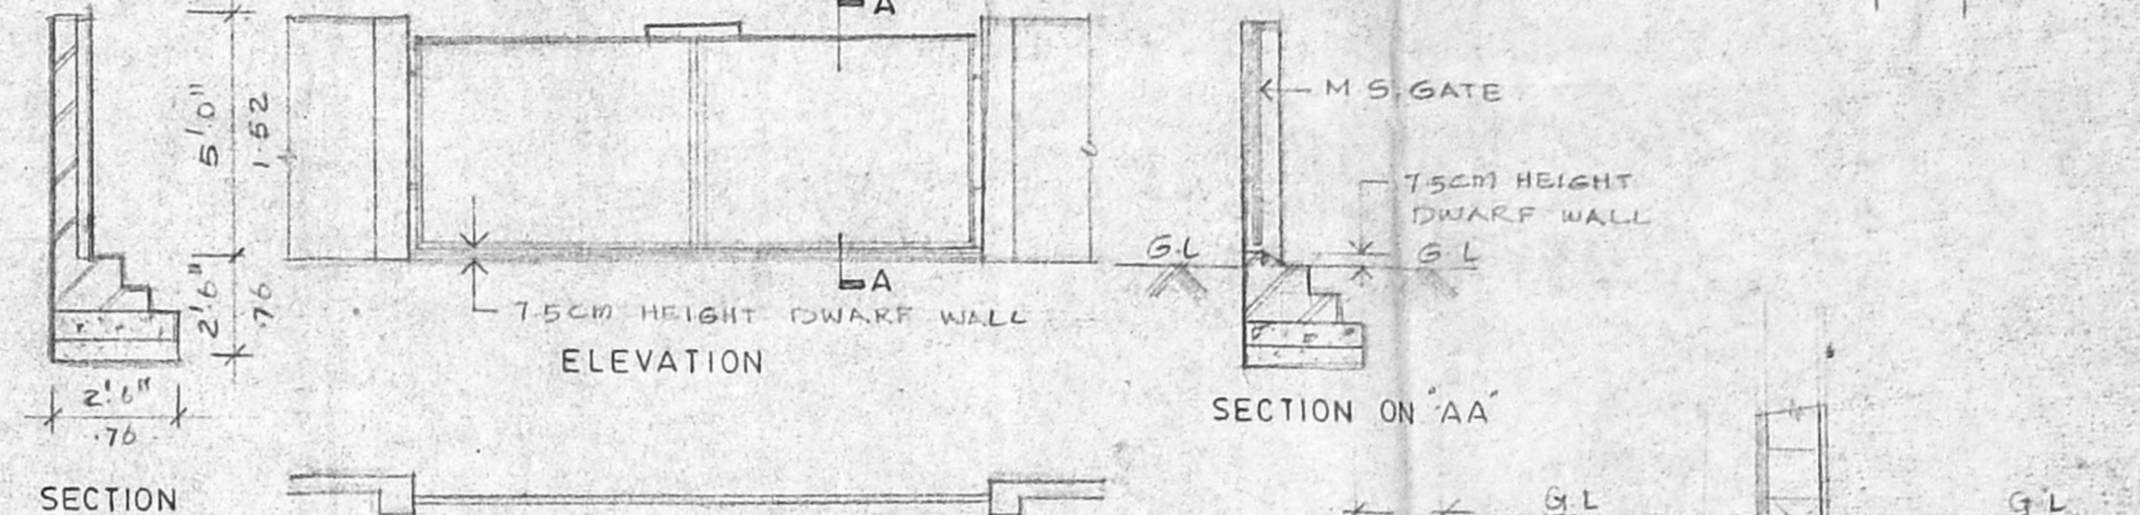 A
5'.0"
1.52
2'.6"
.76
2'.6"
.76
SECTION
A
7.5cm HEIGHT DWARF WALL
ELEVATION
M S. GATE
7.5cm HEIGHT
DWARF WALL
G.L
G.L
SECTION ON "AA"
G.L
G.L